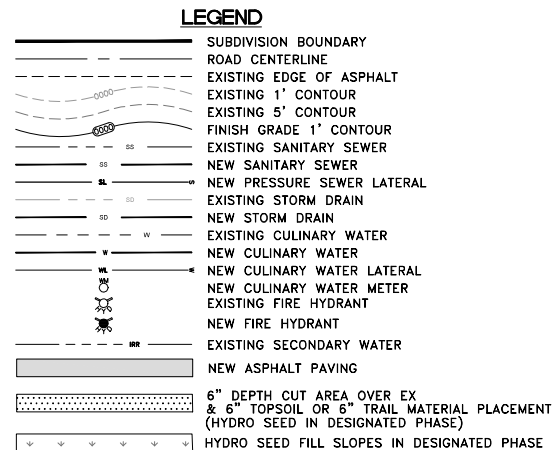 LEGEND
SUBDIVISION BOUNDARY
ROAD CENTERLINE
EXISTING EDGE OF ASPHALT
0000 EXISTING 1' CONTOUR
EXISTING 5' CONTOUR
0000 FINISH GRADE 1' CONTOUR
SS EXISTING SANITARY SEWER
SS NEW SANITARY SEWER
SL S NEW PRESSURE SEWER LATERAL
SD EXISTING STORM DRAIN
SD NEW STORM DRAIN
W EXISTING CULINARY WATER
W NEW CULINARY WATER
WL W NEW CULINARY WATER LATERAL
WM NEW CULINARY WATER METER
EXISTING FIRE HYDRANT
NEW FIRE HYDRANT
IRR EXISTING SECONDARY WATER
NEW ASPHALT PAVING
6" DEPTH CUT AREA OVER EX
& 6" TOPSOIL OR 6" TRAIL MATERIAL PLACEMENT
(HYDRO SEED IN DESIGNATED PHASE)
HYDRO SEED FILL SLOPES IN DESIGNATED PHASE